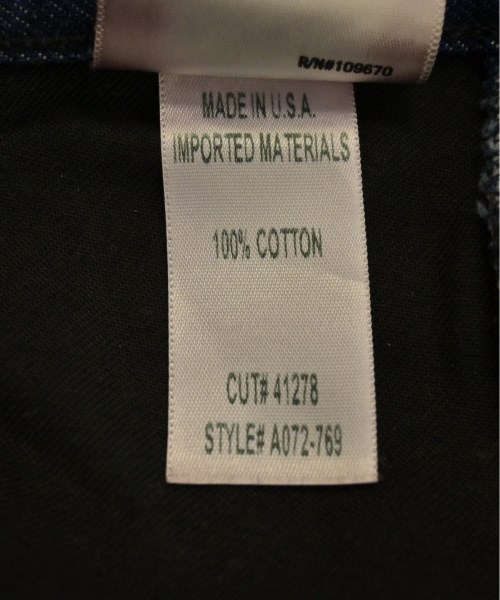 R/N#109670
MADE IN U.S.A.
IMPORTED MATERIALS
100% COTTON
CUT# 41278
STYLE# A072-769